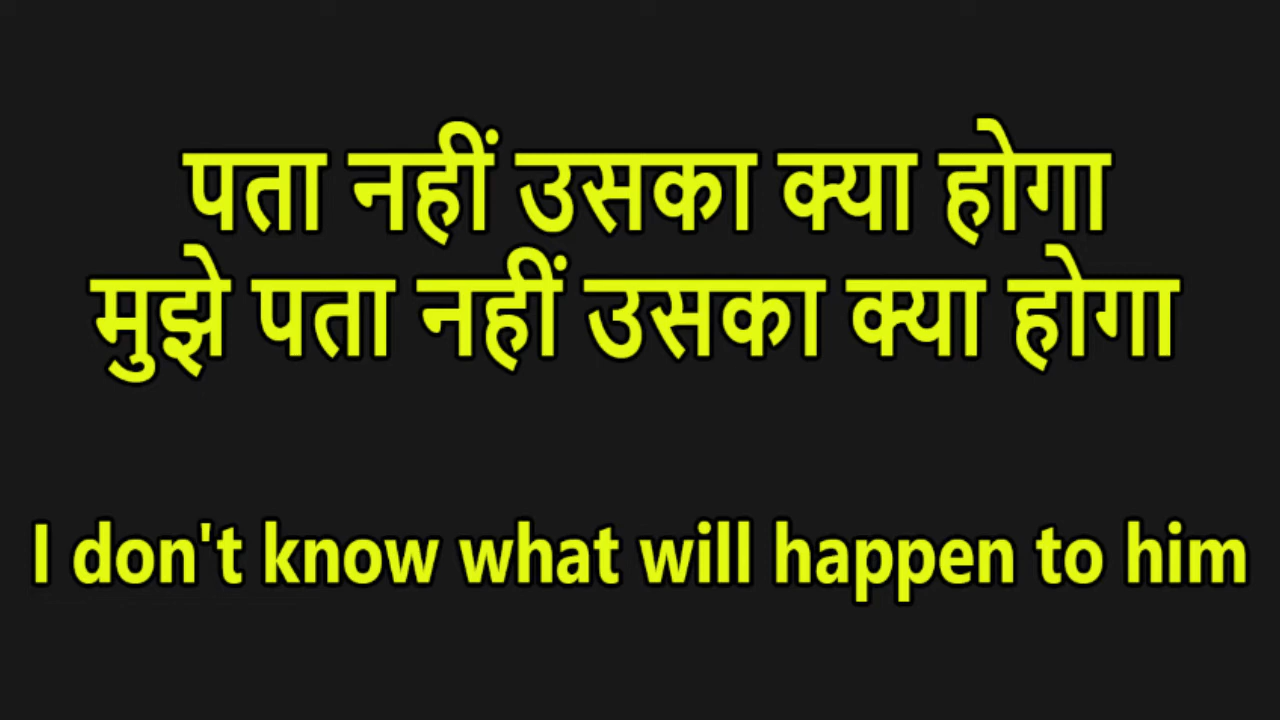 पता नहीं उसका क्या होगा
मुझे पता नहीं उसका क्या होगा
I don't know what will happen to him